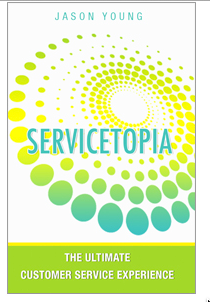 JASON YOUNG
SERVICETOPIA
THE ULTIMATE
CUSTOMER SERVICE EXPERIENCE